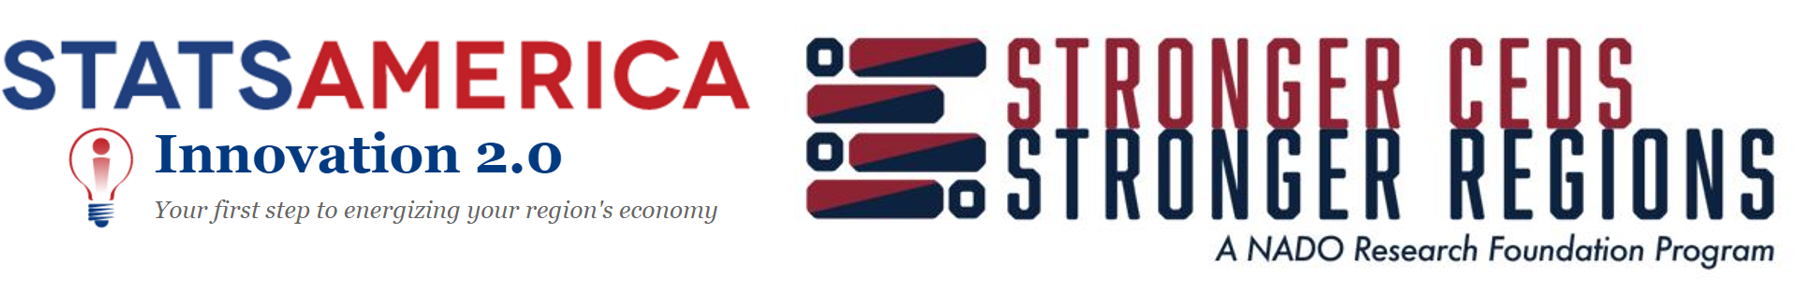 STATSAMERICA
Innovation 2.0
Your first step to energizing your region's economy
STRONGER CEDS
STRONGER REGIONS
A NADO Research Foundation Program